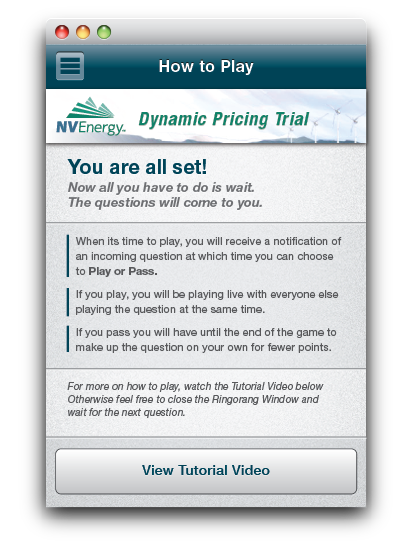 How to Play
NVEnergy™ Dynamic Pricing Trial
You are all set!
Now all you have to do is wait.
The questions will come to you.
When its time to play, you will receive a notification of
an incoming question at which time you can choose
to Play or Pass.
If you play, you will be playing live with everyone else
playing the question at the same time.
If you pass you will have until the end of the game to
make up the question on your own for fewer points.
For more on how to play, watch the Tutorial Video below
Otherwise feel free to close the Ringorang Window and
wait for the next question.
View Tutorial Video